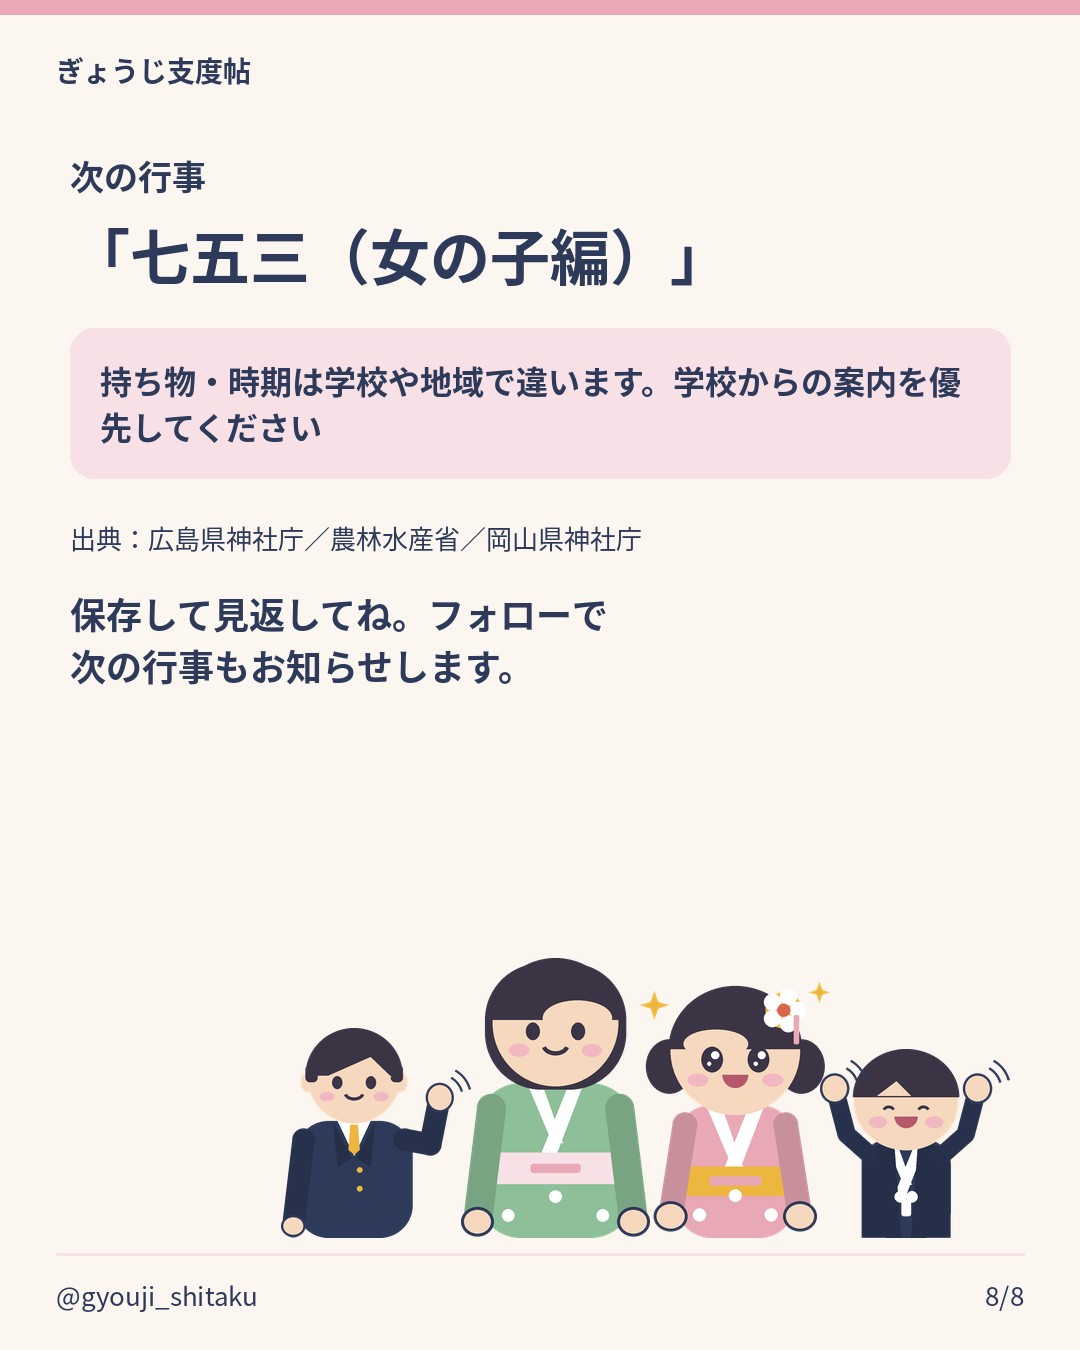 ぎょうじ支度帖
次の行事
「七五三（女の子編）」
持ち物・時期は学校や地域で違います。学校からの案内を優
先してください
出典：広島県神社庁／農林水産省／岡山県神社庁
保存して見返してね。フォローで
次の行事もお知らせします。
@gyouji_shitaku
8/8